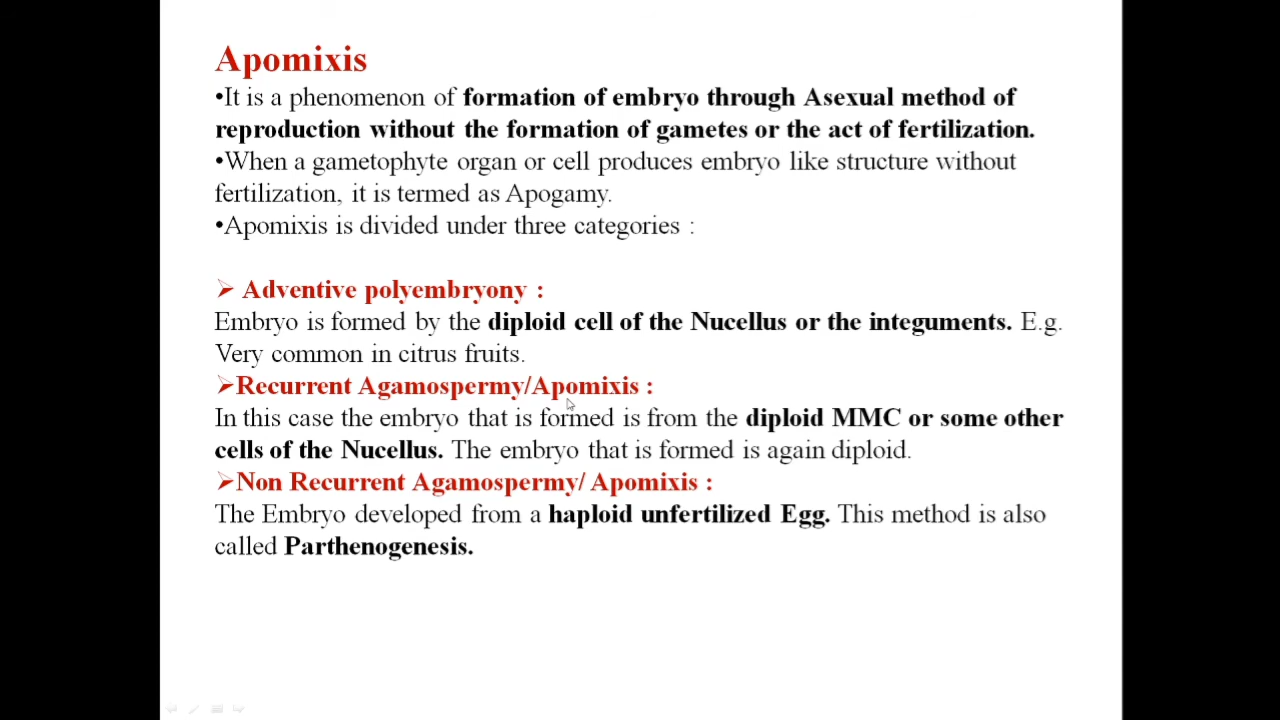 Apomixis
•It is a phenomenon of formation of embryo through Asexual method of
reproduction without the formation of gametes or the act of fertilization.
•When a gametophyte organ or cell produces embryo like structure without
fertilization, it is termed as Apogamy.
•Apomixis is divided under three categories :
➢ Adventive polyembryony :
Embryo is formed by the diploid cell of the Nucellus or the integuments. E.g.
Very common in citrus fruits.
➢Recurrent Agamospermy/Apomixis :
In this case the embryo that is formed is from the diploid MMC or some other
cells of the Nucellus. The embryo that is formed is again diploid.
➢Non Recurrent Agamospermy/ Apomixis :
The Embryo developed from a haploid unfertilized Egg. This method is also
called Parthenogenesis.